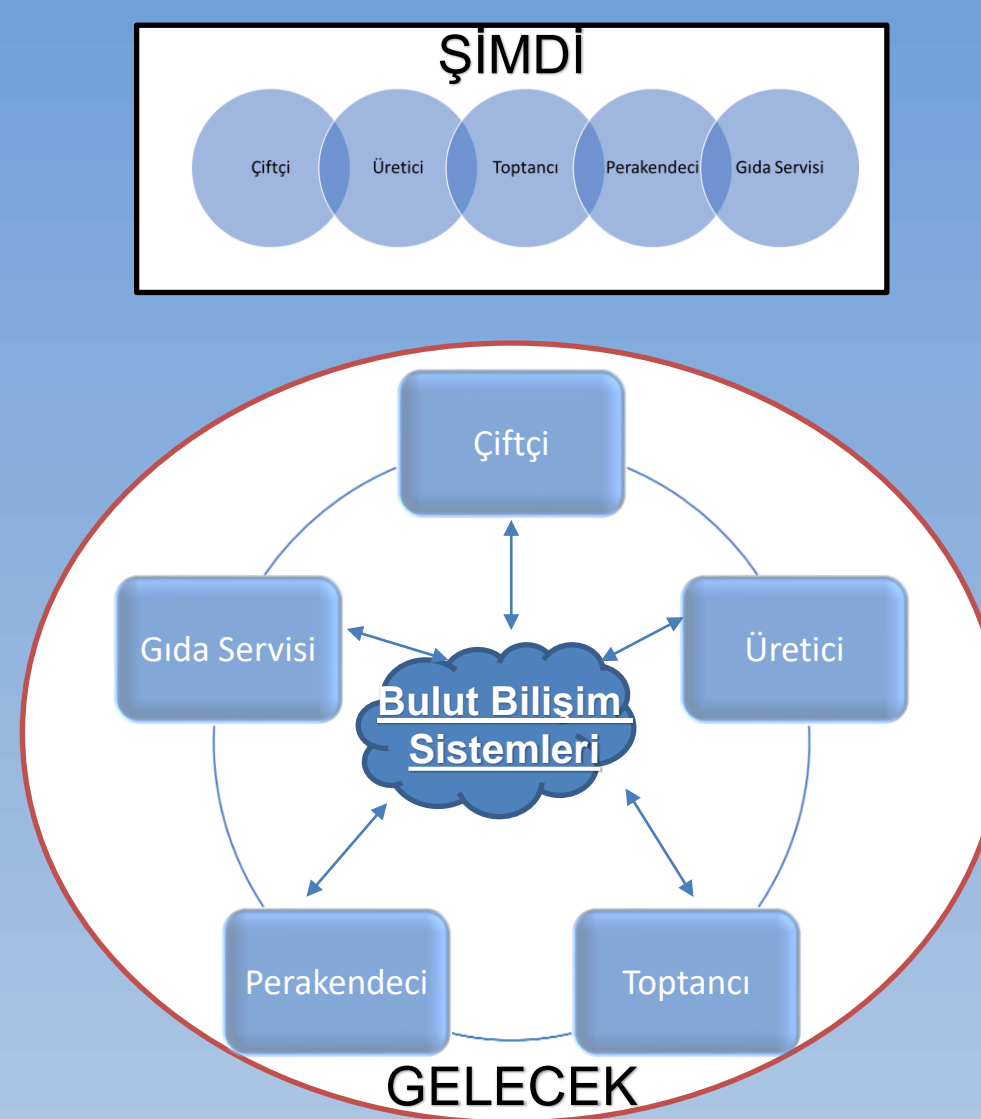 ŞİMDİ
Çiftçi Üretici Toptancı Perakendeci Gıda Servisi
Çiftçi
Gıda Servisi
Üretici
Bulut Bilişim
Sistemleri
Perakendeci
Toptancı
GELECEK